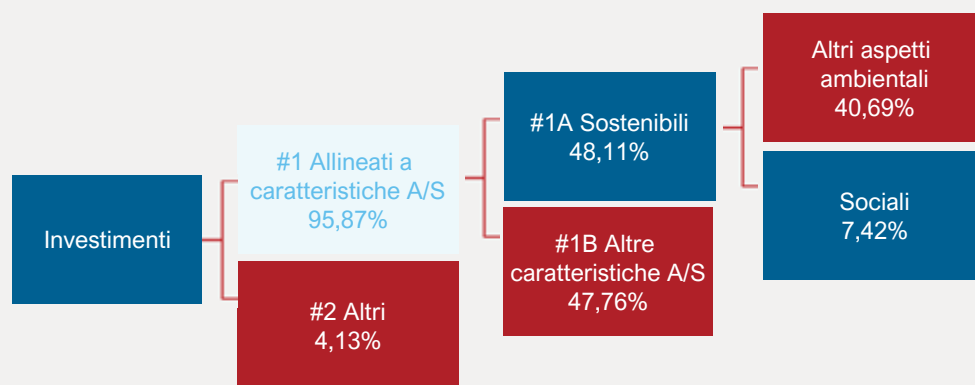 Investimenti
#1 Allineati a
caratteristiche A/S
95,87%
#2 Altri
4,13%
#1A Sostenibili
48,11%
#1B Altre
caratteristiche A/S
47,76%
Altri aspetti
ambientali
40,69%
Sociali
7,42%